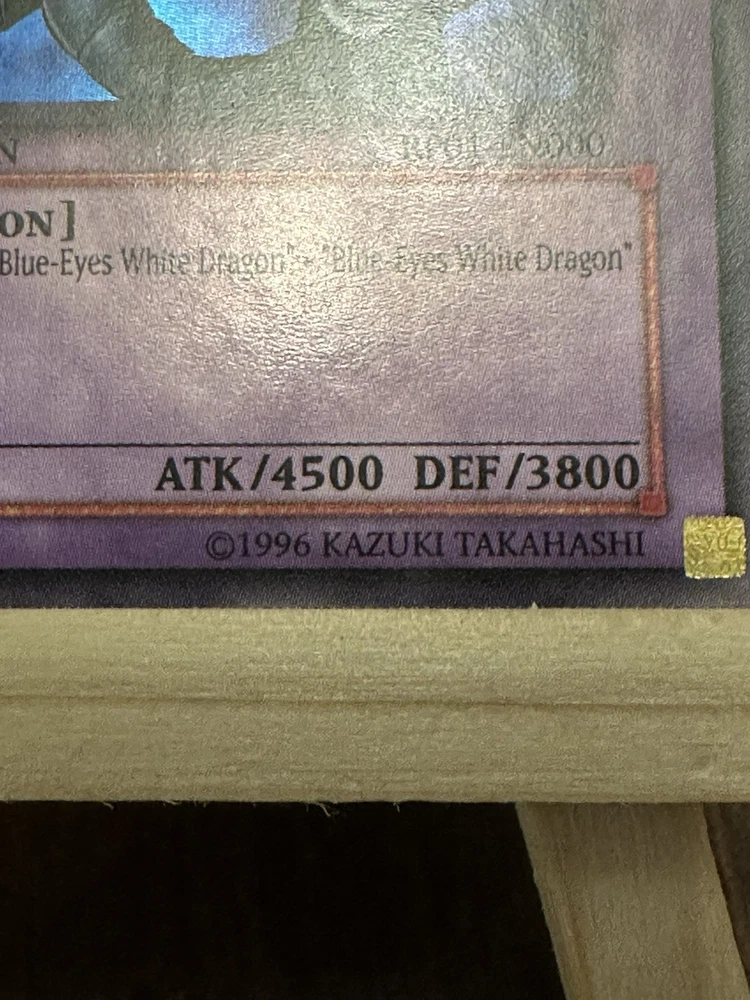 N
ON]
Blue-Eyes White Dragon" + "Blue-Eyes White Dragon"
ATK/4500 DEF/3800
©1996 KAZUKI TAKAHASHI